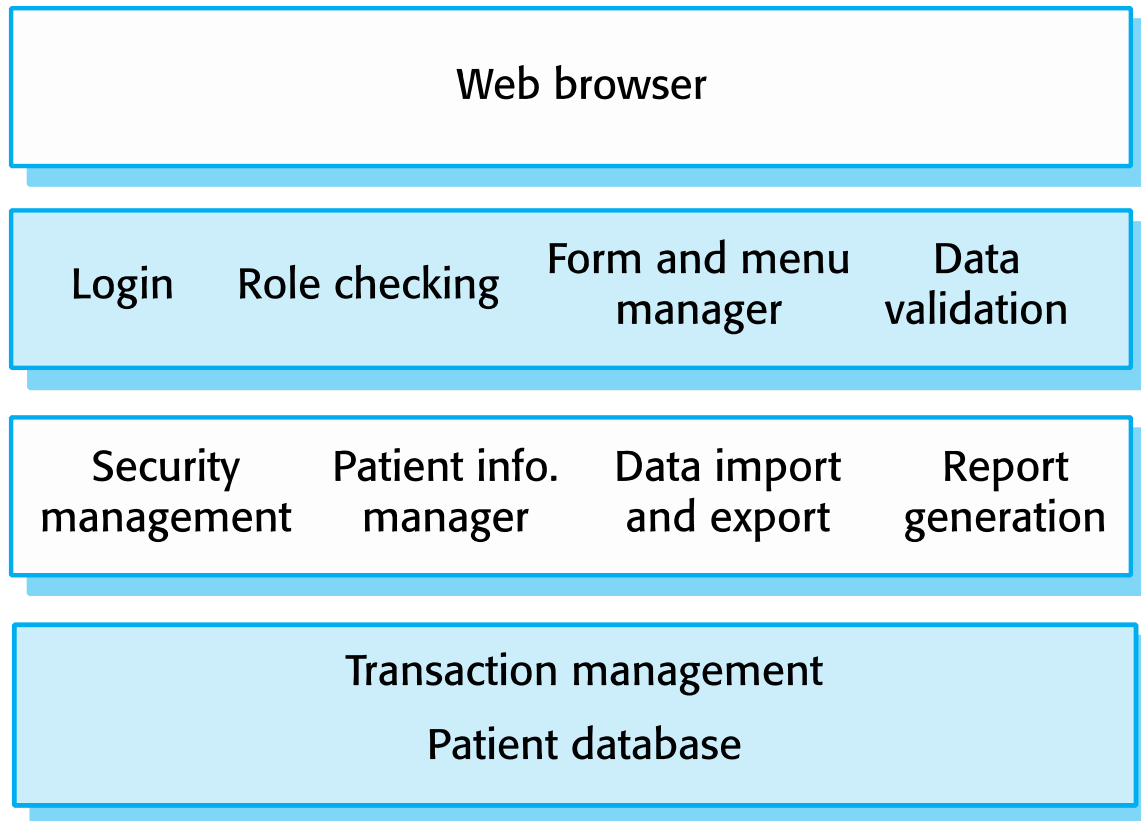 Web browser
Login
Role checking
Form and menu
manager
Data
validation
Security
management
Patient info.
manager
Data import
and export
Report
generation
Transaction management
Patient database